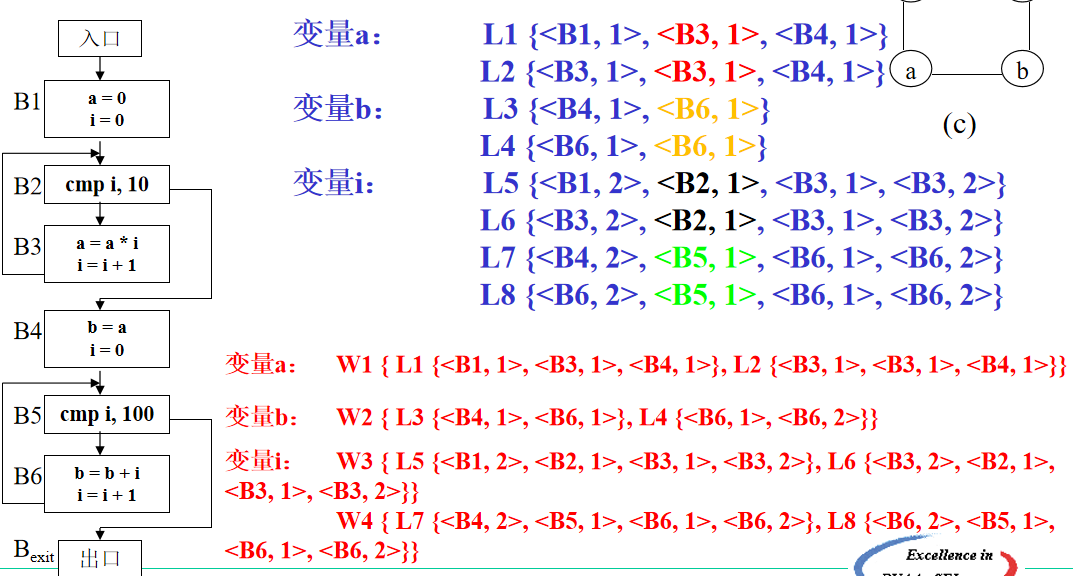 入口
B1
a = 0
i = 0
B2
cmp i, 10
B3
a = a * i
i = i + 1
B4
b = a
i = 0
B5
cmp i, 100
B6
b = b + i
i = i + 1
Bexit
出口
变量a： L1 {<B1, 1>, <B3, 1>, <B4, 1>}
L2 {<B3, 1>, <B3, 1>, <B4, 1>}
变量b： L3 {<B4, 1>, <B6, 1>}
L4 {<B6, 1>, <B6, 1>}
变量i： L5 {<B1, 2>, <B2, 1>, <B3, 1>, <B3, 2>}
L6 {<B3, 2>, <B2, 1>, <B3, 1>, <B3, 2>}
L7 {<B4, 2>, <B5, 1>, <B6, 1>, <B6, 2>}
L8 {<B6, 2>, <B5, 1>, <B6, 1>, <B6, 2>}
a
b
(c)
变量a： W1 { L1 {<B1, 1>, <B3, 1>, <B4, 1>}, L2 {<B3, 1>, <B3, 1>, <B4, 1>}}
变量b： W2 { L3 {<B4, 1>, <B6, 1>}, L4 {<B6, 1>, <B6, 2>}}
变量i： W3 { L5 {<B1, 2>, <B2, 1>, <B3, 1>, <B3, 2>}, L6 {<B3, 2>, <B2, 1>,
<B3, 1>, <B3, 2>}}
W4 { L7 {<B4, 2>, <B5, 1>, <B6, 1>, <B6, 2>}, L8 {<B6, 2>, <B5, 1>,
<B6, 1>, <B6, 2>}}
Excellence in